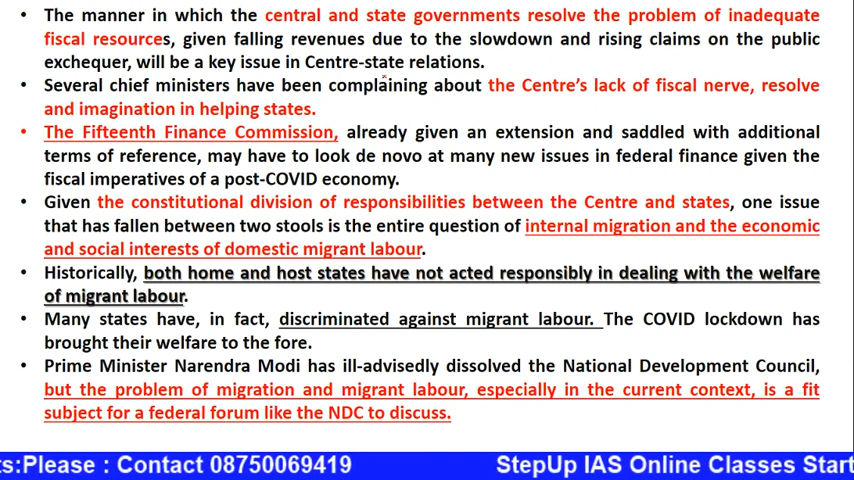 • The manner in which the central and state governments resolve the problem of inadequate
fiscal resources, given falling revenues due to the slowdown and rising claims on the public
exchequer, will be a key issue in Centre-state relations.
• Several chief ministers have been complaining about the Centre's lack of fiscal nerve, resolve
and imagination in helping states.
• The Fifteenth Finance Commission, already given an extension and saddled with additional
terms of reference, may have to look de novo at many new issues in federal finance given the
fiscal imperatives of a post-COVID economy.
• Given the constitutional division of responsibilities between the Centre and states, one issue
that has fallen between two stools is the entire question of internal migration and the economic
and social interests of domestic migrant labour.
• Historically, both home and host states have not acted responsibly in dealing with the welfare
of migrant labour.
• Many states have, in fact, discriminated against migrant labour. The COVID lockdown has
brought their welfare to the fore.
• Prime Minister Narendra Modi has ill-advisedly dissolved the National Development Council,
but the problem of migration and migrant labour, especially in the current context, is a fit
subject for a federal forum like the NDC to discuss.
ts:Please : Contact 08750069419 StepUp IAS Online Classes Start